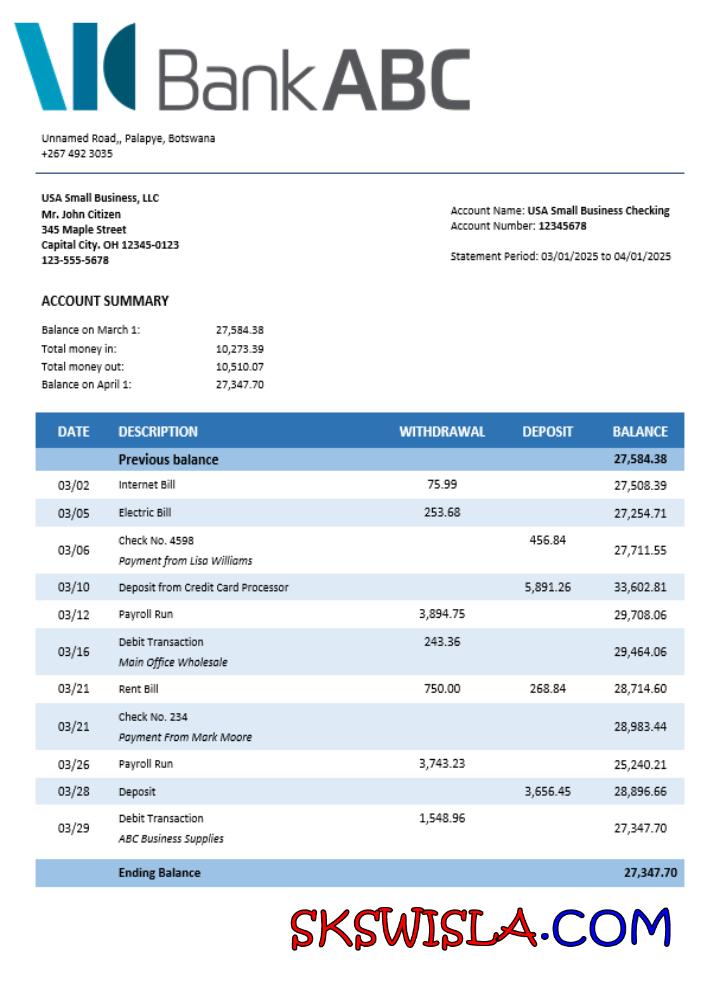 BankABC
Unnamed Road,, Palapye, Botswana
+267 492 3035
USA Small Business, LLC
Mr. John Citizen
345 Maple Street
Capital City. OH 12345-0123
123-555-5678
Account Name: USA Small Business Checking
Account Number: 12345678
Statement Period: 03/01/2025 to 04/01/2025
ACCOUNT SUMMARY
Balance on March 1: 27,584.38
Total money in: 10,273.39
Total money out: 10,510.07
Balance on April 1: 27,347.70
DATE DESCRIPTION WITHDRAWAL DEPOSIT BALANCE
Previous balance 27,584.38
03/02 Internet Bill 75.99 27,508.39
03/05 Electric Bill 253.68 27,254.71
03/06 Check No. 4598 456.84 27,711.55
Payment from Lisa Williams
03/10 Deposit from Credit Card Processor 5,891.26 33,602.81
03/12 Payroll Run 3,894.75 29,708.06
03/16 Debit Transaction 243.36 29,464.06
Main Office Wholesale
03/21 Rent Bill 750.00 268.84 28,714.60
03/21 Check No. 234 28,983.44
Payment From Mark Moore
03/26 Payroll Run 3,743.23 25,240.21
03/28 Deposit 3,656.45 28,896.66
03/29 Debit Transaction 1,548.96 27,347.70
ABC Business Supplies
Ending Balance 27,347.70
SKSWISLA.COM